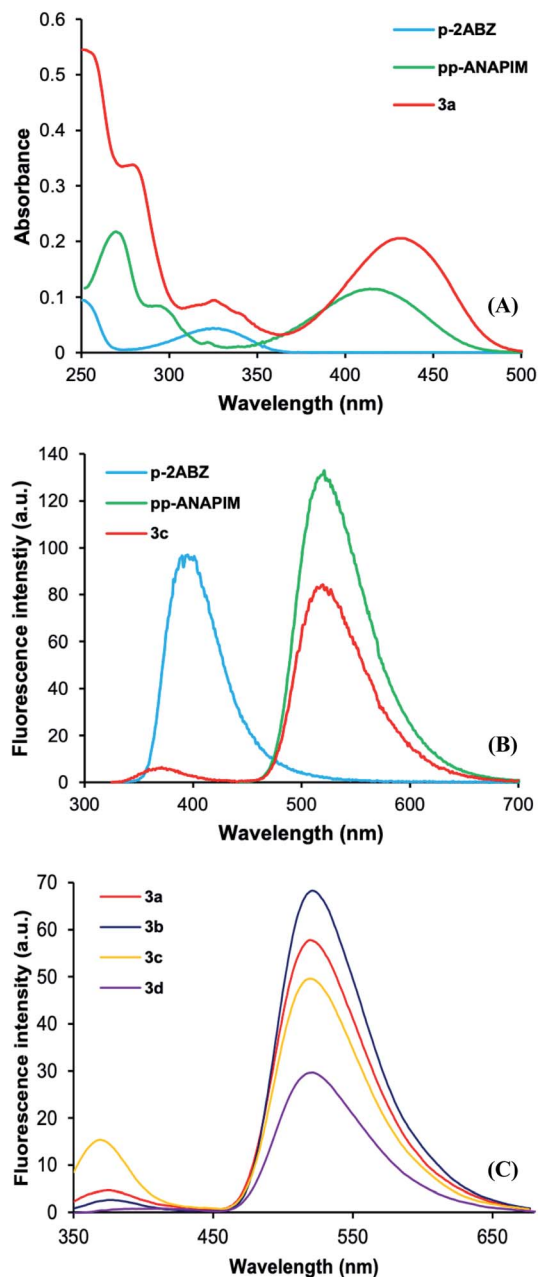 0.6
0.5
0.4
0.3
0.2
0.1
0
Absorbance
p-2ABZ
pp-ANAPIM
3a
(A)
250 300 350 400 450 500
Wavelength (nm)
140
120
100
80
60
40
20
0
Fluorescence intenstiy (a.u.)
p-2ABZ
pp-ANAPIM
3c
(B)
300 400 500 600 700
Wavelength (nm)
70
60
50
40
30
20
10
0
Fluorescence intensity (a.u.)
3a
3b
3c
3d
(C)
350 450 550 650
Wavelength (nm)